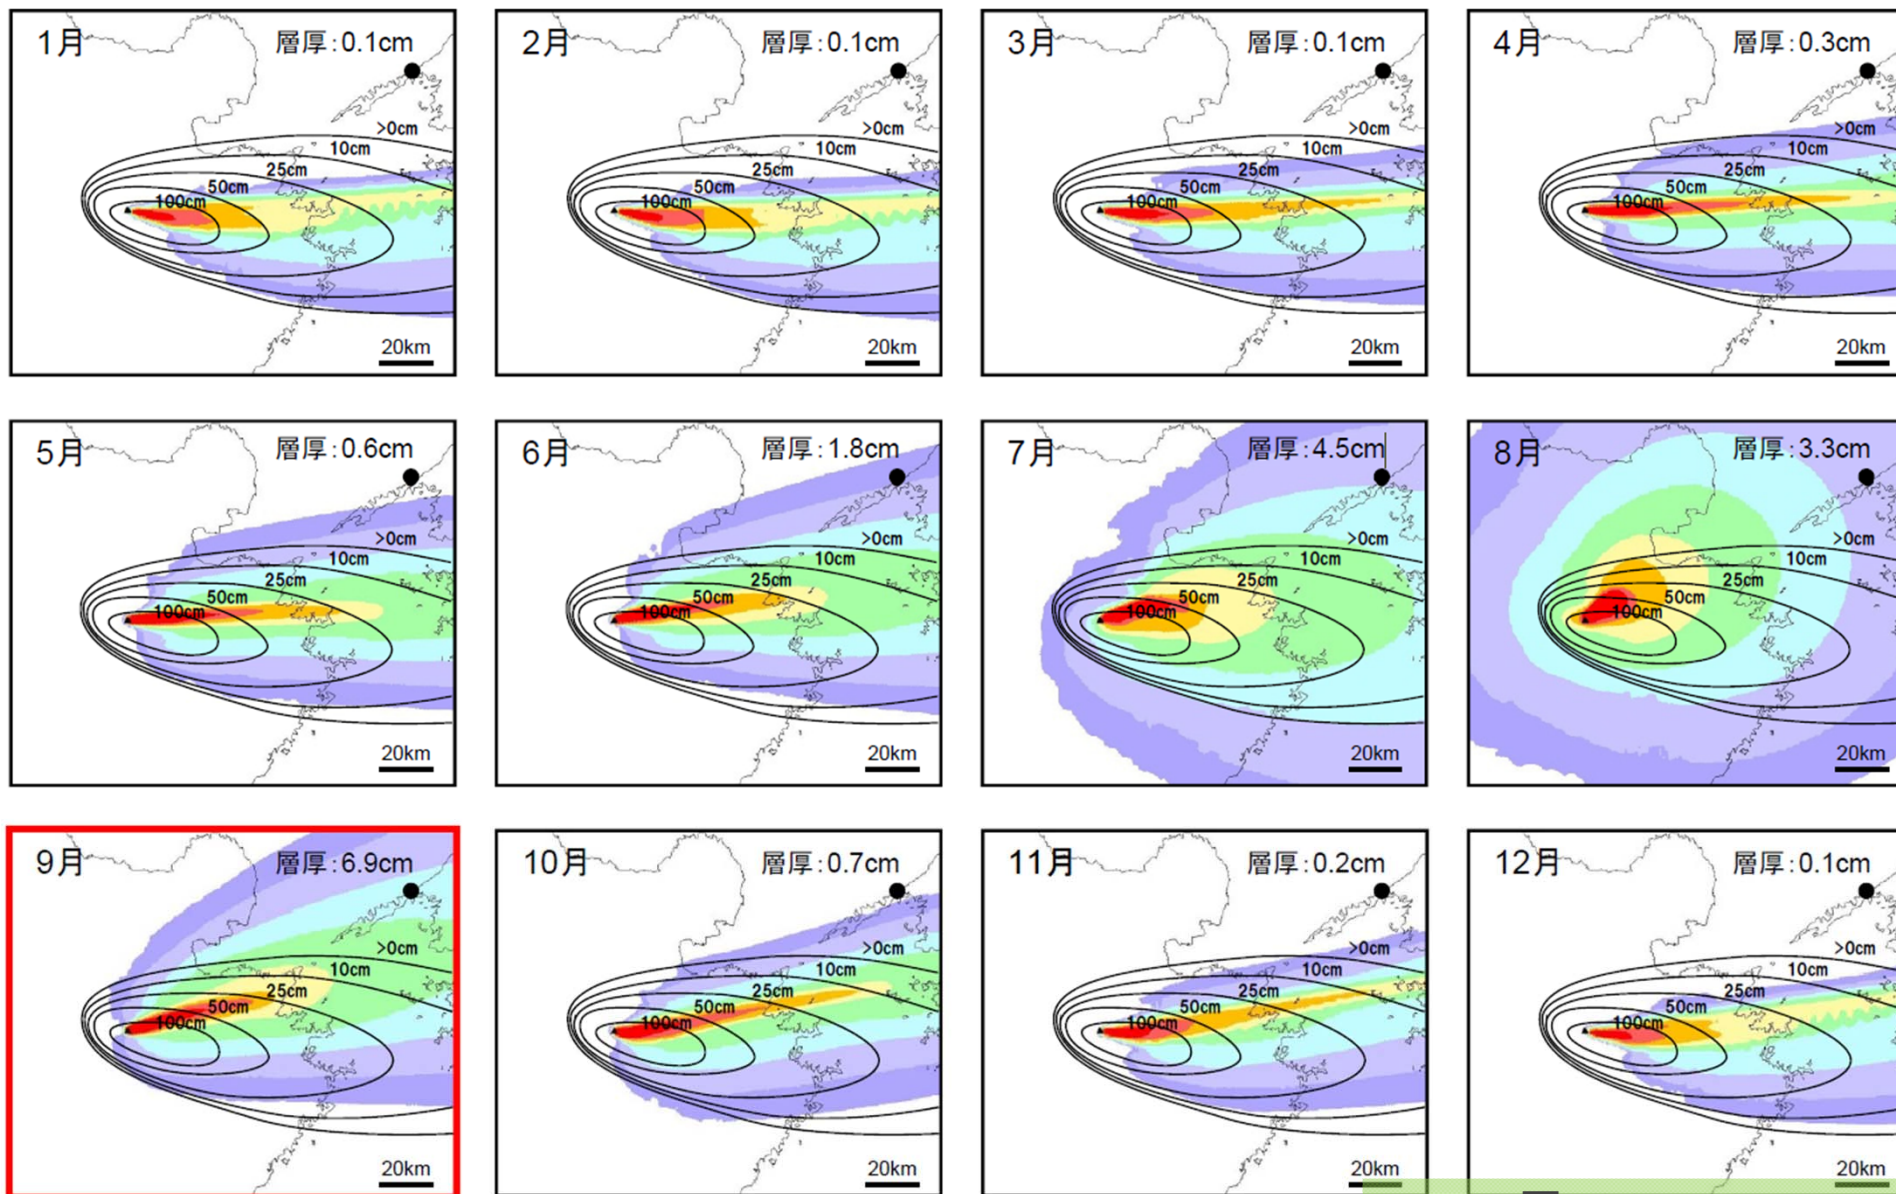 1月 層厚:0.1cm
>0cm
10cm
25cm
50cm
100cm
20km
2月 層厚:0.1cm
>0cm
10cm
25cm
50cm
100cm
20km
3月 層厚:0.1cm
>0cm
10cm
25cm
50cm
100cm
20km
4月 層厚:0.3cm
>0cm
10cm
25cm
50cm
100cm
20km
5月 層厚:0.6cm
>0cm
10cm
25cm
50cm
100cm
20km
6月 層厚:1.8cm
>0cm
10cm
25cm
50cm
100cm
20km
7月 層厚:4.5cm
>0cm
10cm
25cm
50cm
100cm
20km
8月 層厚:3.3cm
>0cm
10cm
25cm
50cm
100cm
20km
9月 層厚:6.9cm
>0cm
10cm
25cm
50cm
100cm
20km
10月 層厚:0.7cm
>0cm
10cm
25cm
50cm
100cm
20km
11月 層厚:0.2cm
>0cm
10cm
25cm
50cm
100cm
20km
12月 層厚:0.1cm
>0cm
10cm
25cm
50cm
100cm
20km